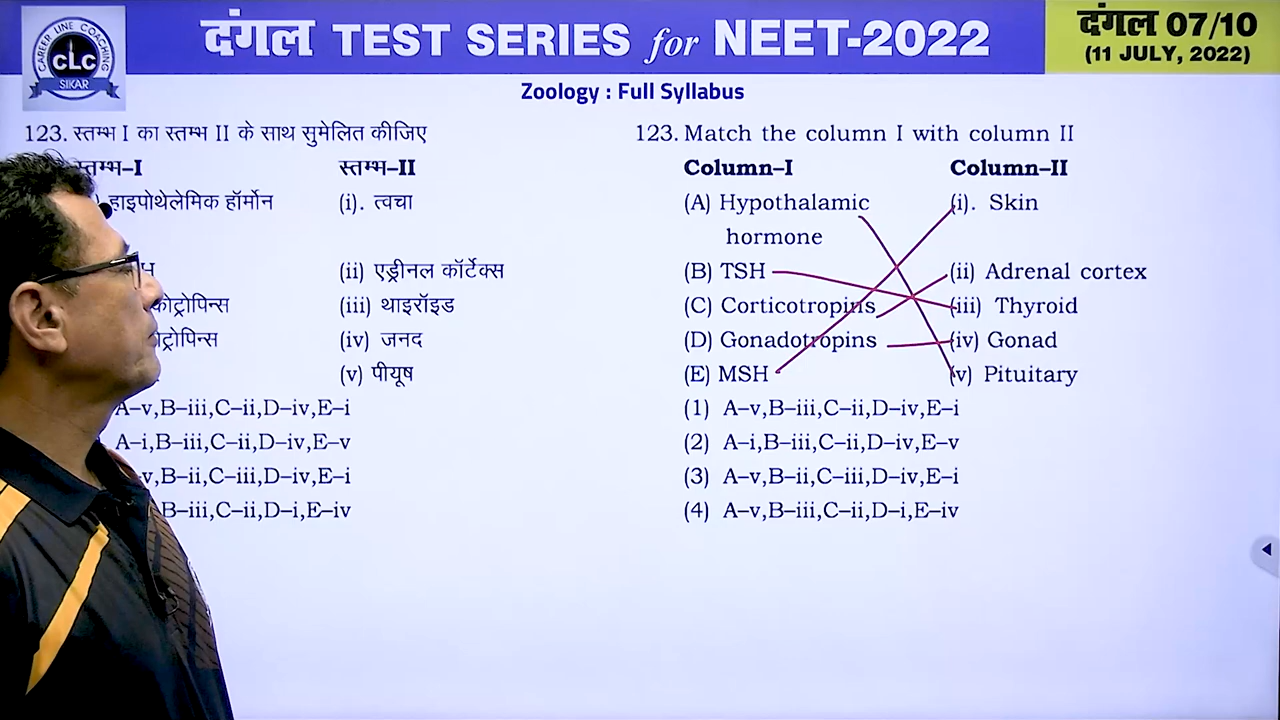 CAREER LINE COACHING
CLC
SIKAR
दंगल TEST SERIES for NEET-2022
दंगल 07/10
(11 JULY, 2022)
Zoology : Full Syllabus
123. स्तम्भ I का स्तम्भ II के साथ सुमेलित कीजिए
स्तम्भ–I स्तम्भ–II
हाइपोथेलेमिक हॉर्मोन (i). त्वचा
(ii) एड्रीनल कॉर्टेक्स
(iii) थाइरॉइड
(iv) जनद
(v) पीयूष
A–v,B–iii,C–ii,D–iv,E–i
A–i,B–iii,C–ii,D–iv,E–v
–v,B–ii,C–iii,D–iv,E–i
B–iii,C–ii,D–i,E–iv
123. Match the column I with column II
Column–I Column–II
(A) Hypothalamic (i). Skin
hormone
(B) TSH (ii) Adrenal cortex
(C) Corticotropins (iii) Thyroid
(D) Gonadotropins (iv) Gonad
(E) MSH (v) Pituitary
(1) A–v,B–iii,C–ii,D–iv,E–i
(2) A–i,B–iii,C–ii,D–iv,E–v
(3) A–v,B–ii,C–iii,D–iv,E–i
(4) A–v,B–iii,C–ii,D–i,E–iv